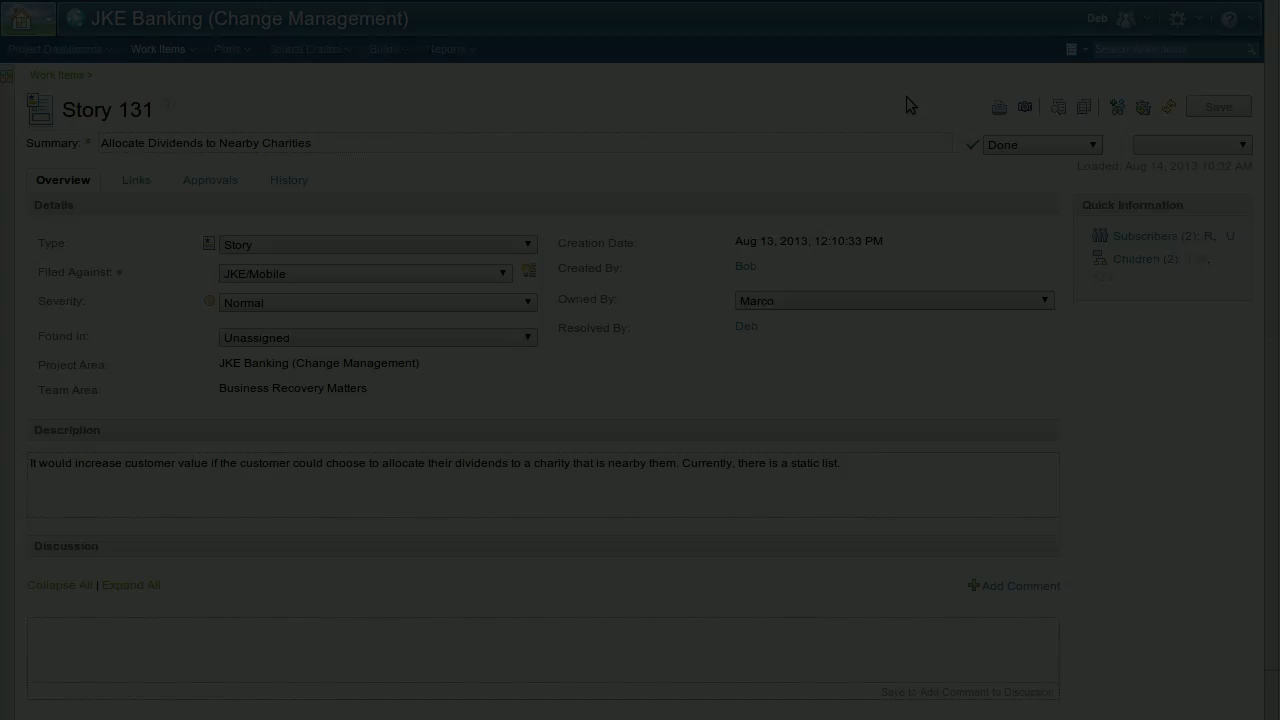 JKE Banking (Change Management)
Deb
Project Dashboards Work Items Plans Source Control Builds Reports
Work Items >
Story 131
Save
Summary: * Allocate Dividends to Nearby Charities
Done
Loaded: Aug 14, 2013 10:32 AM
Overview Links Approvals History
Details
Quick Information
Type: Story
Creation Date: Aug 13, 2013, 12:10:33 PM
Subscribers (2): R, U
Filed Against: * JKE/Mobile
Created By: Bob
Children (2):
Severity: Normal
Owned By: Marco
Found In: Unassigned
Resolved By: Deb
Project Area: JKE Banking (Change Management)
Team Area: Business Recovery Matters
Description
It would increase customer value if the customer could choose to allocate their dividends to a charity that is nearby them. Currently, there is a static list.
Discussion
Collapse All | Expand All
Add Comment
Save to Add Comment to Discussion